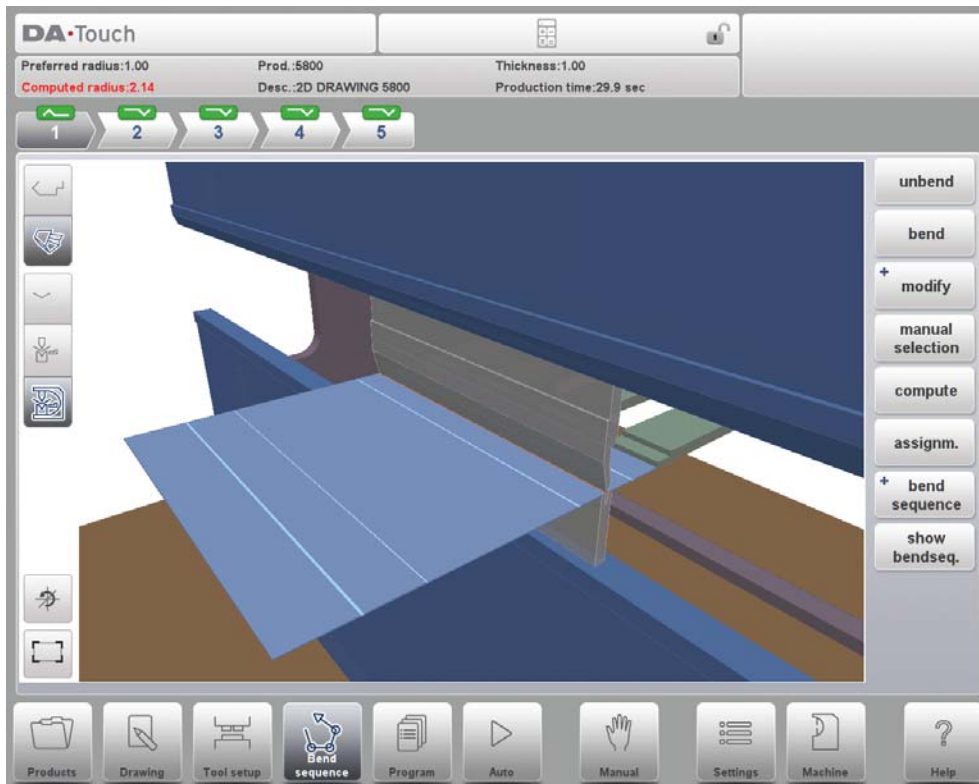 DA•Touch
Preferred radius:1.00 Prod.:5800 Thickness:1.00
Computed radius:2.14 Desc.:2D DRAWING 5800 Production time:29.9 sec
1 2 3 4 5
unbend
bend
+ modify
manual
selection
compute
assignm.
+ bend
sequence
show
bendseq.
Products Drawing Tool setup Bend
sequence Program Auto Manual Settings Machine ? Help